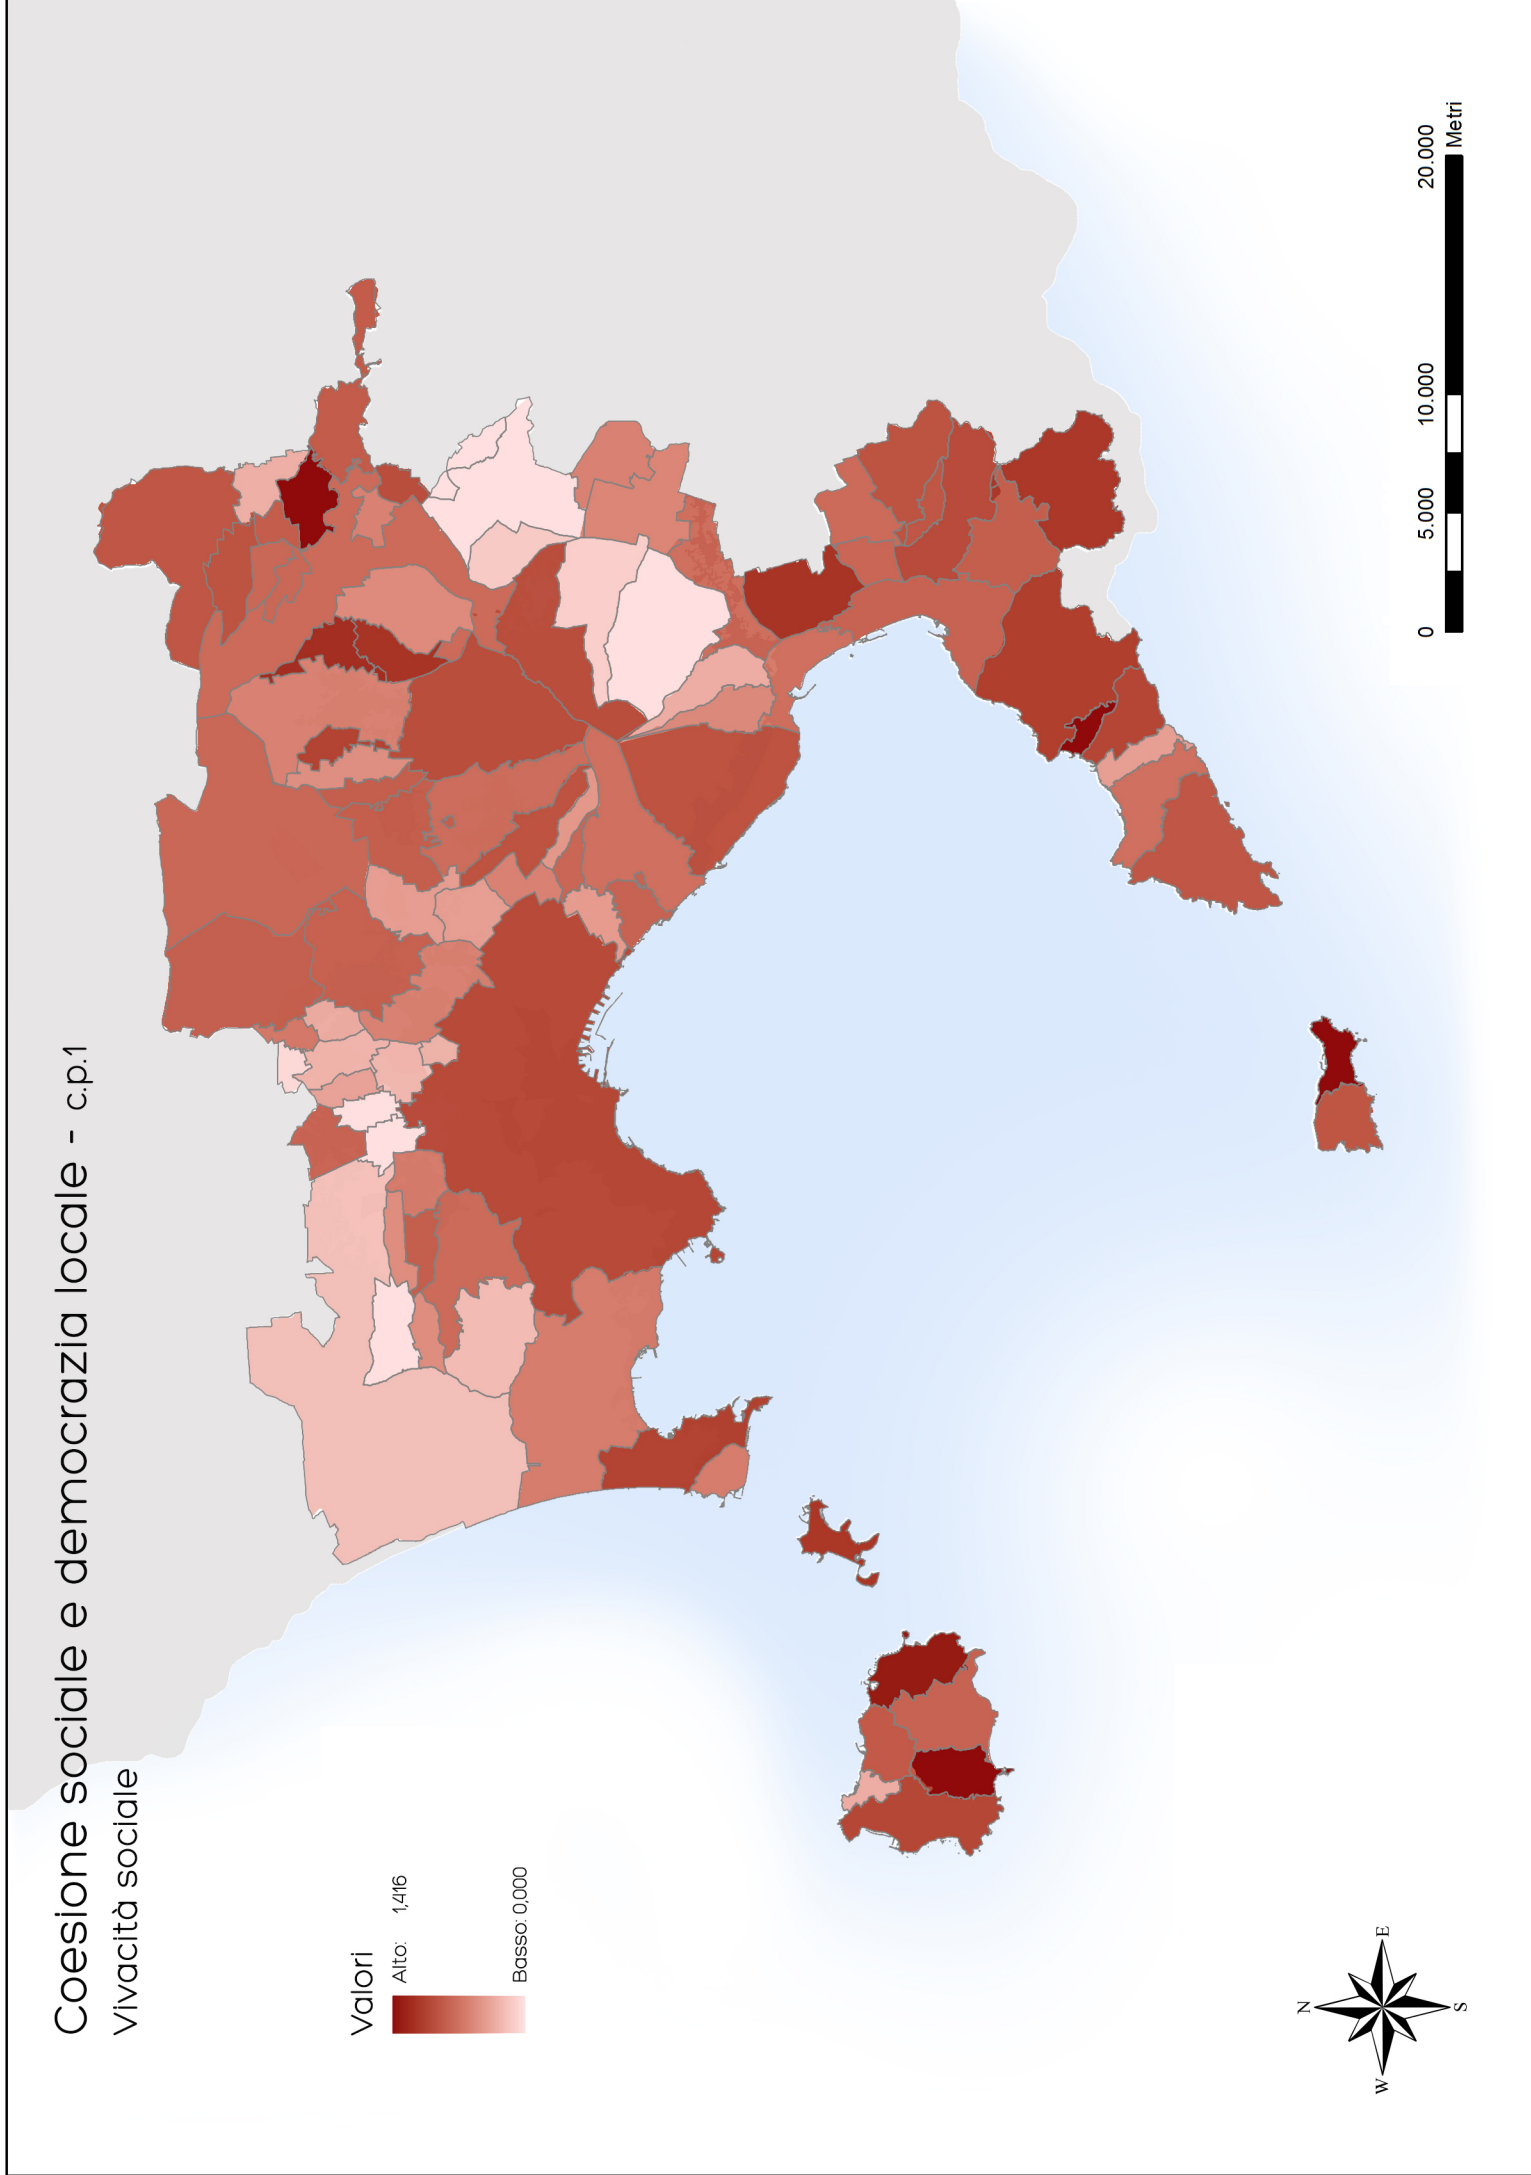 Coesione sociale e democrazia locale - c.p.1
Vivacità sociale
Valori
Alto: 1,416
Basso: 0,000
N
W E
S
0 5.000 10.000 20.000
Metri